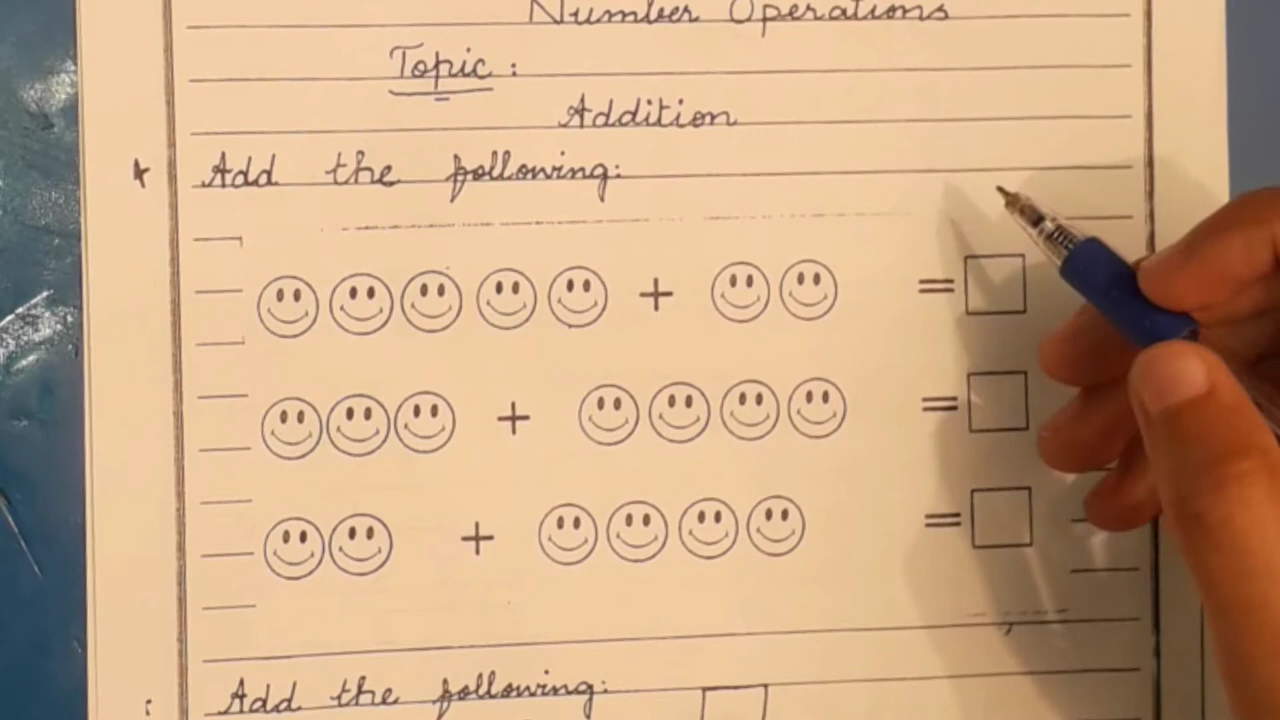 Number Operations
Topic :
Addition
Add the following:
+ =
+ =
+ =
Add the following: